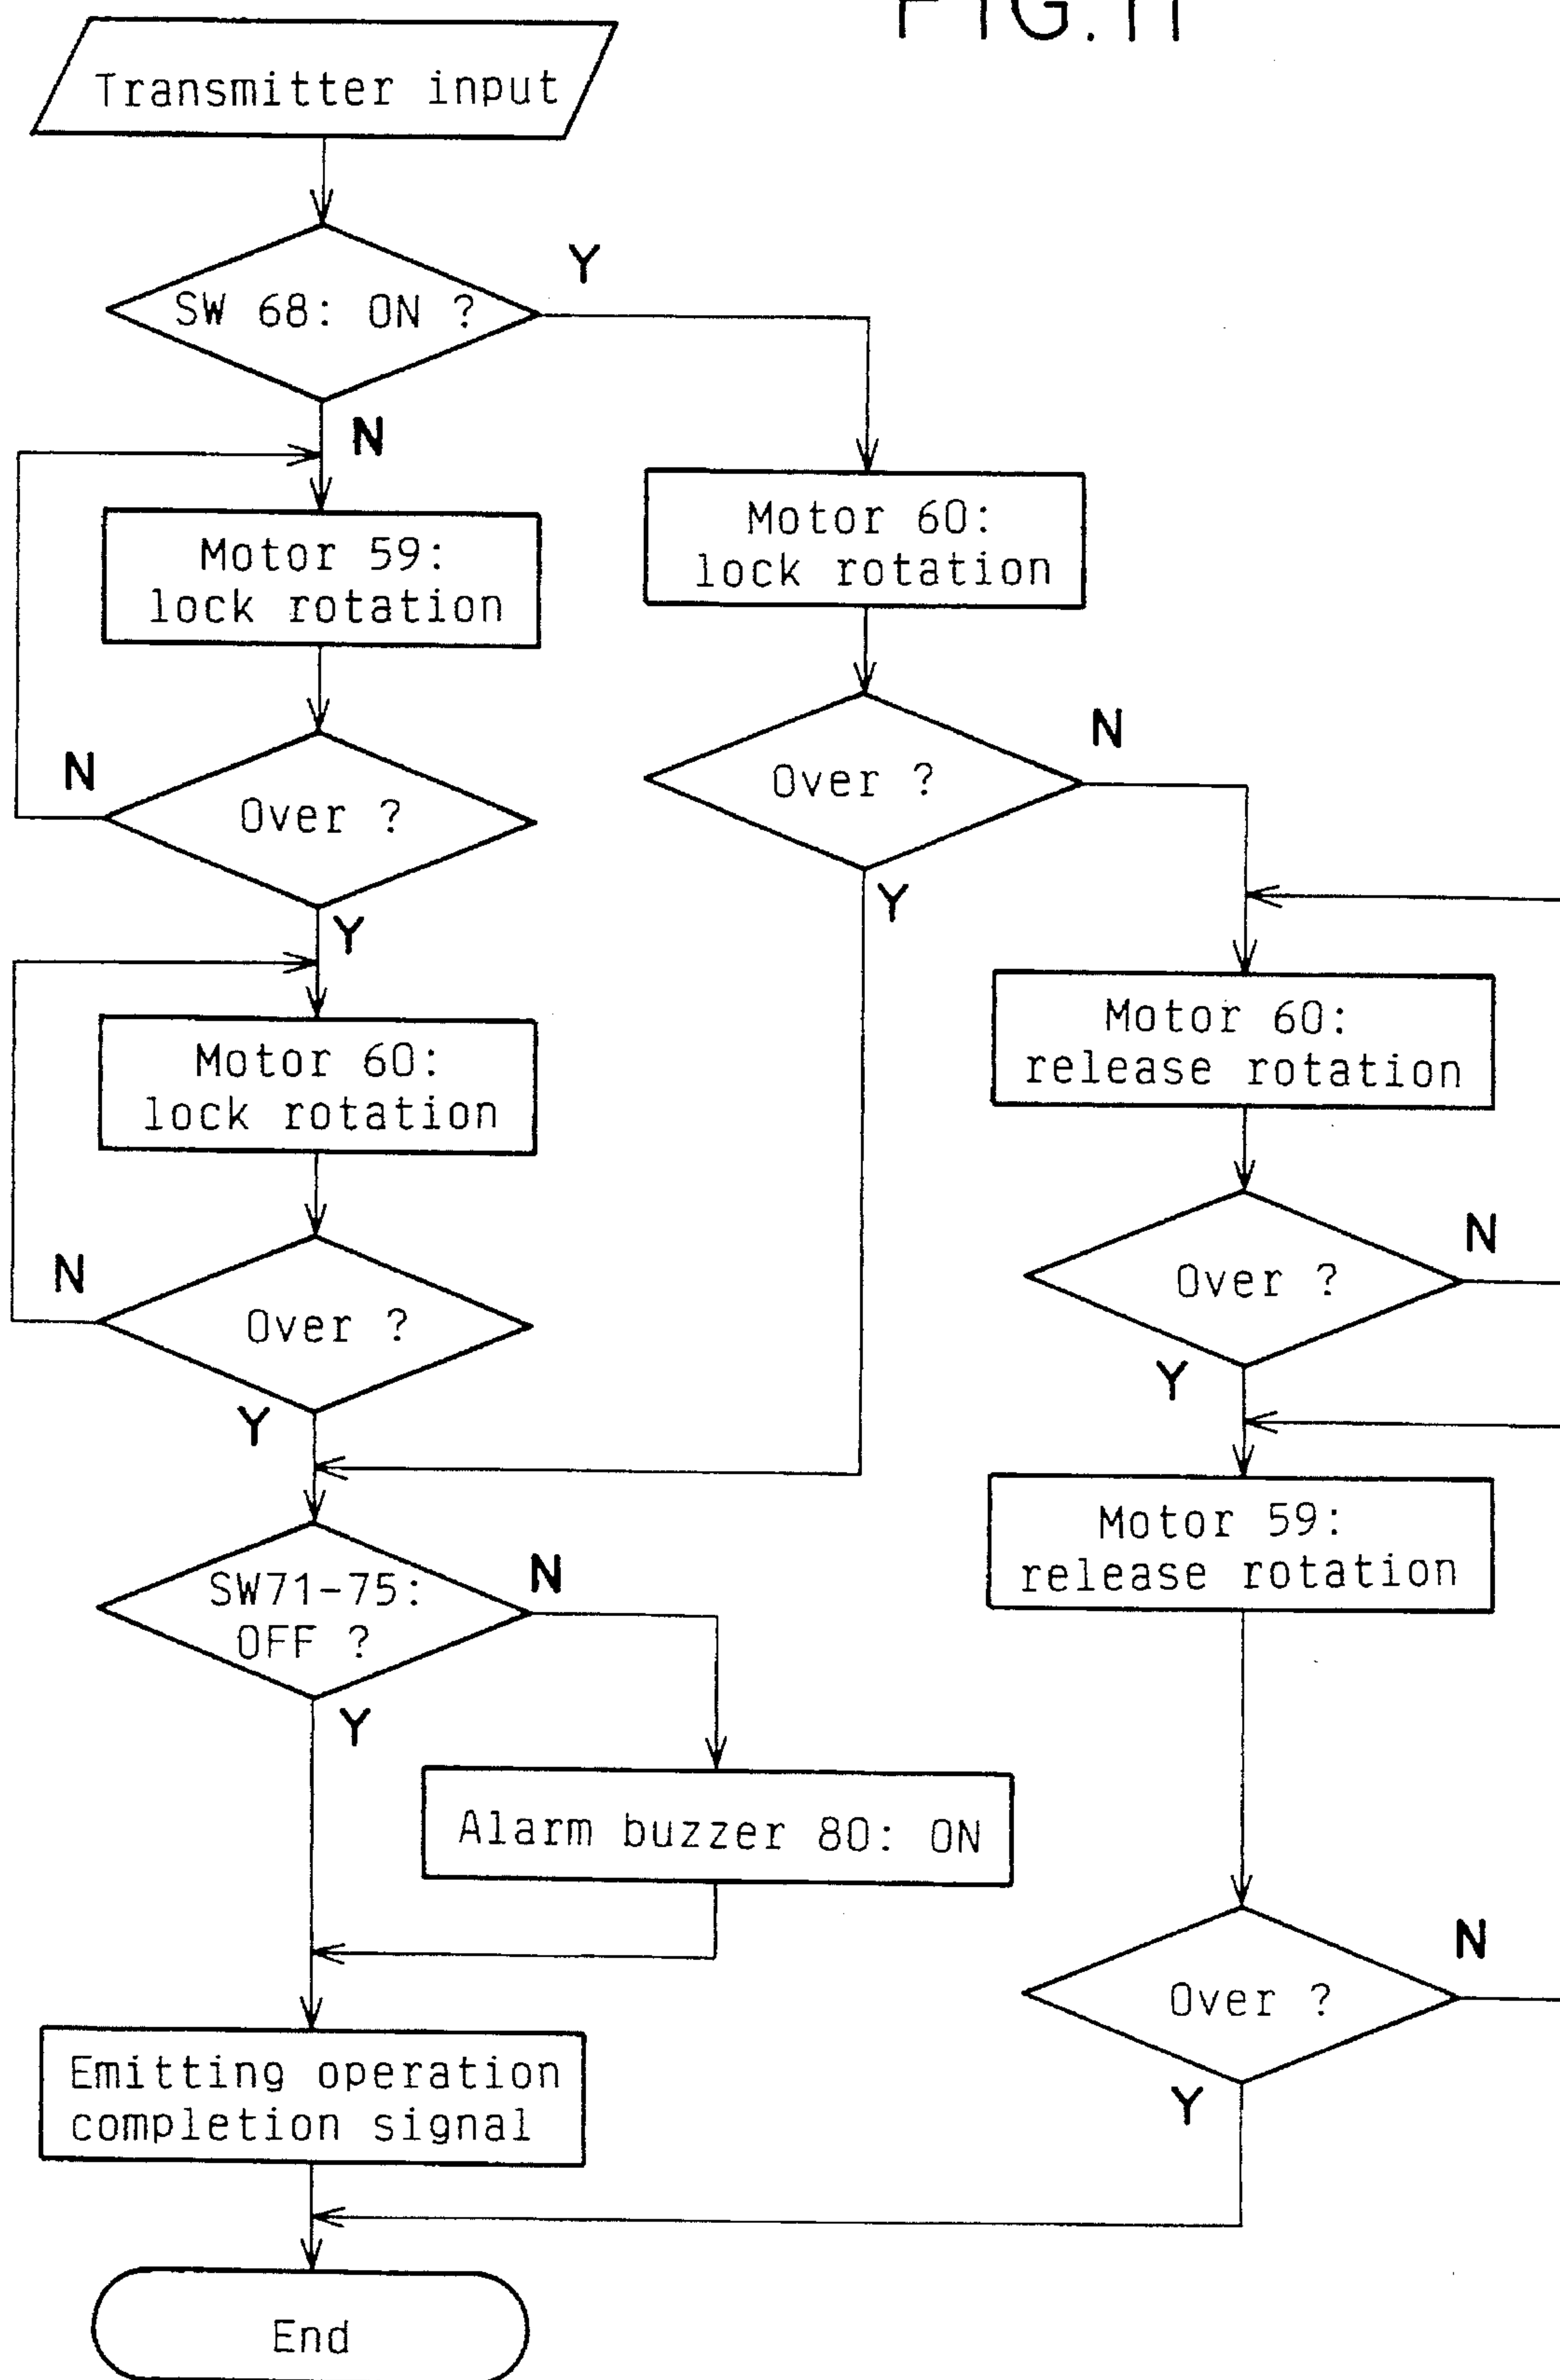 FIG. 11
Transmitter input
SW 68: ON ?
Y
N
Motor 59:
lock rotation
Over ?
N
Y
Motor 60:
lock rotation
Over ?
N
Y
Motor 60:
lock rotation
Over ?
N
Y
Motor 60:
release rotation
Over ?
N
Y
Motor 59:
release rotation
Over ?
N
Y
SW71-75:
OFF ?
N
Y
Alarm buzzer 80: ON
Emitting operation
completion signal
End